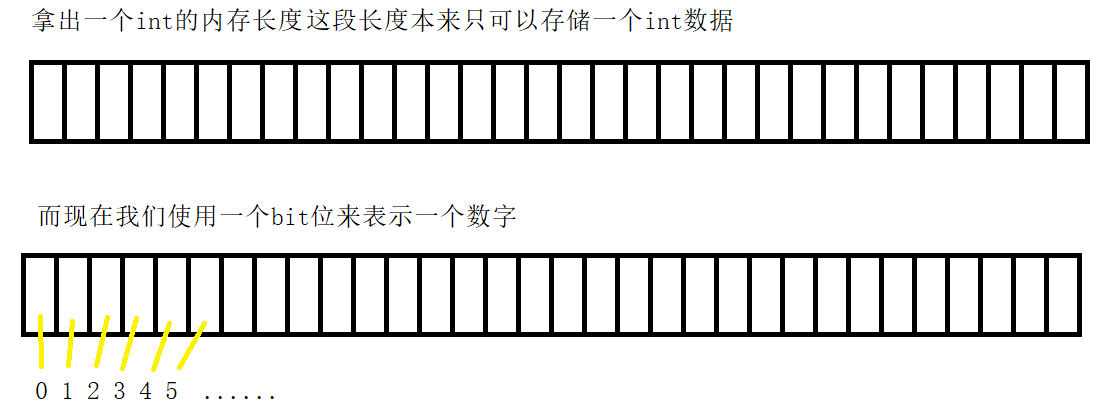 拿出一个int的内存长度这段长度本来只可以存储一个int数据
而现在我们使用一个bit位来表示一个数字
0 1 2 3 4 5 ......